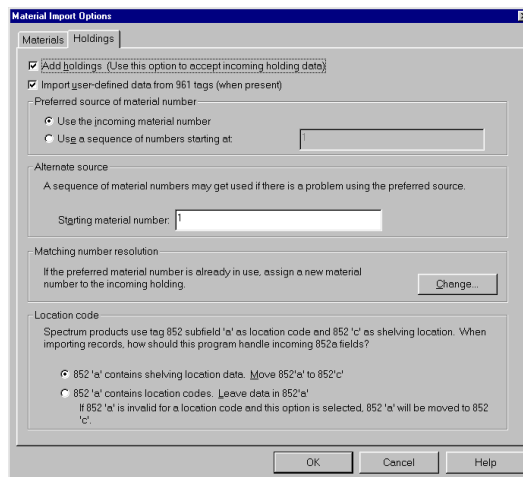 Material Import Options
Materials Holdings
Add holdings (Use this option to accept incoming holding data)
Import user-defined data from 961 tags (when present)
Preferred source of material number
Use the incoming material number
Use a sequence of numbers starting at: 1
Alternate source
A sequence of material numbers may get used if there is a problem using the preferred source.
Starting material number: 1
Matching number resolution
If the preferred material number is already in use, assign a new material
number to the incoming holding.
Change...
Location code
Spectrum products use tag 852 subfield 'a' as location code and 852 'c' as shelving location. When
importing records, how should this program handle incoming 852a fields?
852 'a' contains shelving location data. Move 852'a' to 852'c'
852 'a' contains location codes. Leave data in 852'a'
If 852 'a' is invalid for a location code and this option is selected, 852 'a' will be moved to 852
'c'.
OK Cancel Help